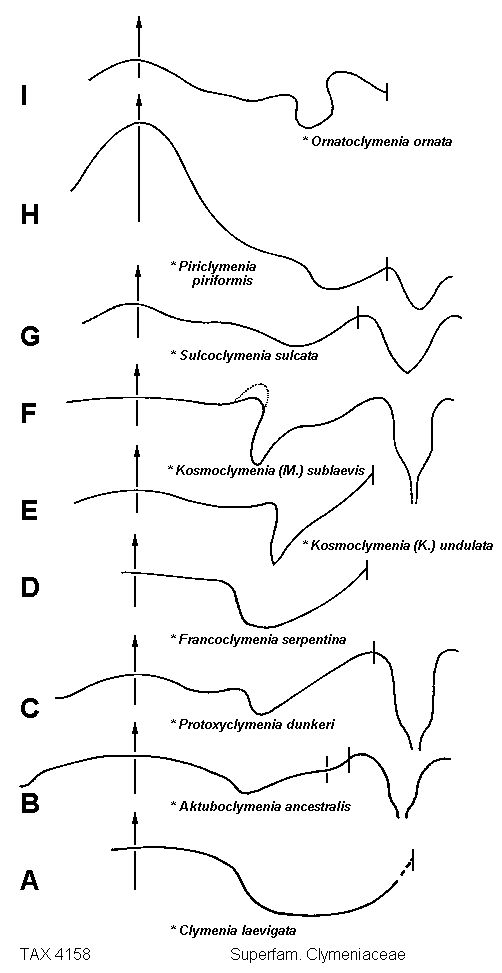 I
* Ornatoclymenia ornata
H
* Piriclymenia
piriformis
G
* Sulcoclymenia sulcata
F
* Kosmoclymenia (M.) sublaevis
E
* Kosmoclymenia (K.) undulata
D
* Francoclymenia serpentina
C
* Protoxyclymenia dunkeri
B
* Aktuboclymenia ancestralis
A
* Clymenia laevigata
TAX 4158 Superfam. Clymeniaceae